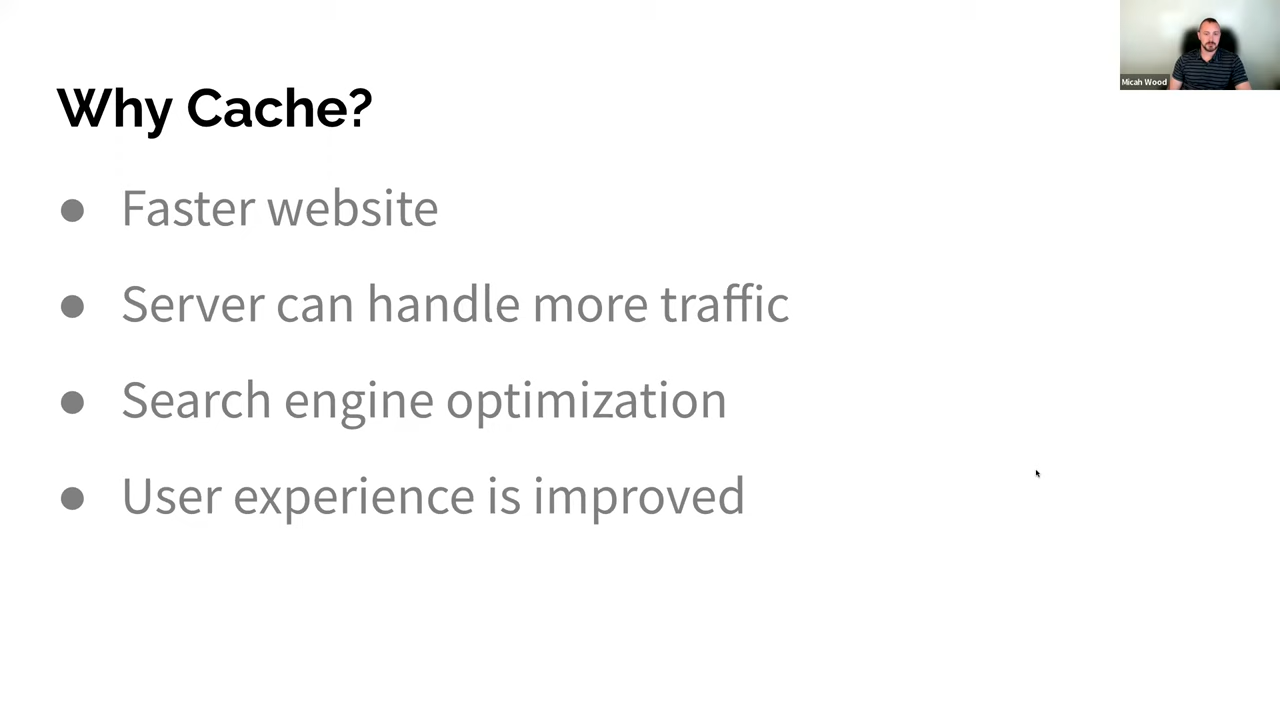 Why Cache?
● Faster website
● Server can handle more traffic
● Search engine optimization
● User experience is improved
Micah Wood